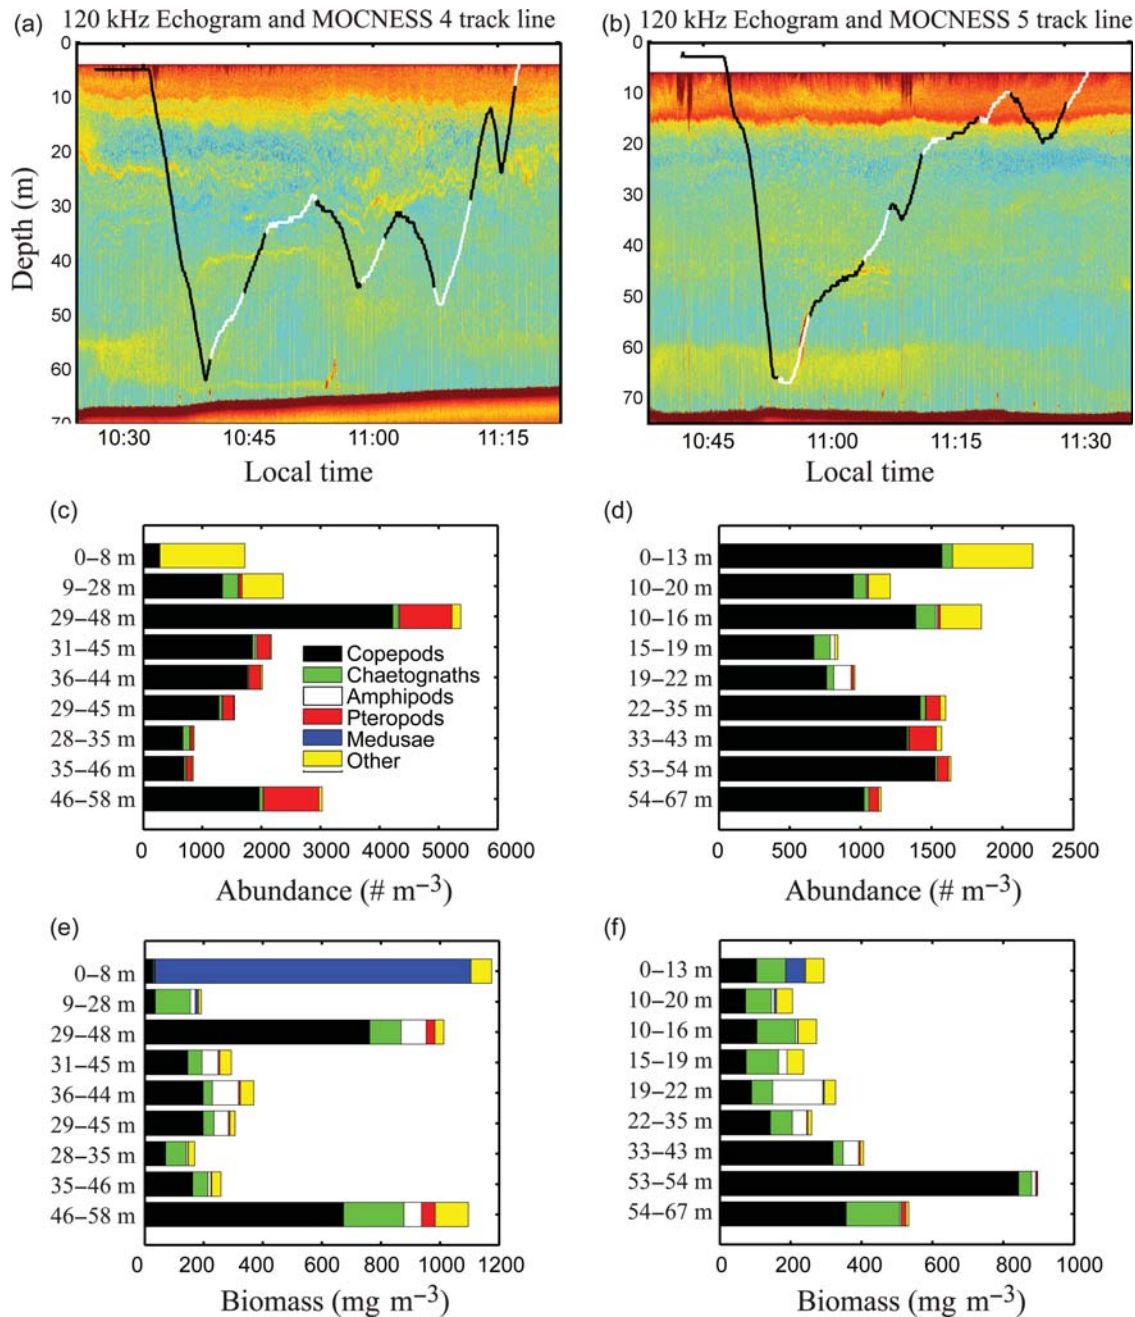 (a) 120 kHz Echogram and MOCNESS 4 track line
0
10
20
30
40
50
60
70
Depth (m)
10:30 10:45 11:00 11:15
Local time
(b) 120 kHz Echogram and MOCNESS 5 track line
0
10
20
30
40
50
60
70
10:45 11:00 11:15 11:30
Local time
(c)
0–8 m
9–28 m
29–48 m
31–45 m
36–44 m
29–45 m
28–35 m
35–46 m
46–58 m
Copepods
Chaetognaths
Amphipods
Pteropods
Medusae
Other
0 1000 2000 3000 4000 5000 6000
Abundance (# m⁻³)
(d)
0–13 m
10–20 m
10–16 m
15–19 m
19–22 m
22–35 m
33–43 m
53–54 m
54–67 m
0 500 1000 1500 2000 2500
Abundance (# m⁻³)
(e)
0–8 m
9–28 m
29–48 m
31–45 m
36–44 m
29–45 m
28–35 m
35–46 m
46–58 m
0 200 400 600 800 1000 1200
Biomass (mg m⁻³)
(f)
0–13 m
10–20 m
10–16 m
15–19 m
19–22 m
22–35 m
33–43 m
53–54 m
54–67 m
0 200 400 600 800 1000
Biomass (mg m⁻³)